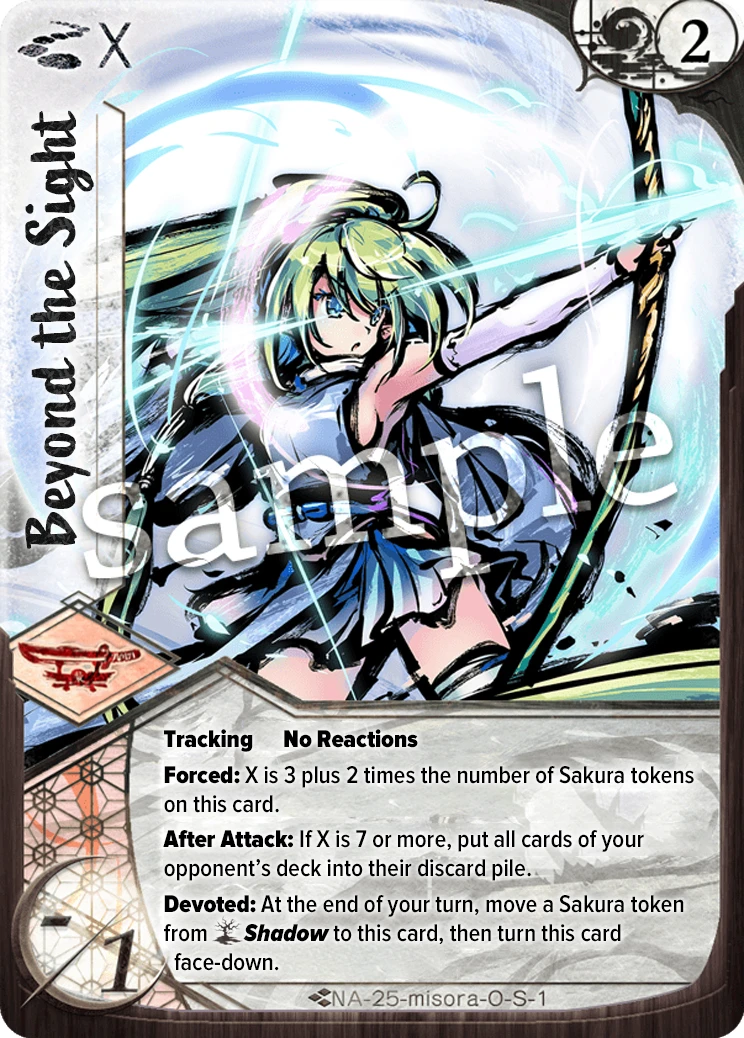 X
2
Beyond the Sight
sample
Tracking No Reactions
Forced: X is 3 plus 2 times the number of Sakura tokens
on this card.
After Attack: If X is 7 or more, put all cards of your
opponent's deck into their discard pile.
Devoted: At the end of your turn, move a Sakura token
from Shadow to this card, then turn this card
face-down.
-/1
NA-25-misora-O-S-1